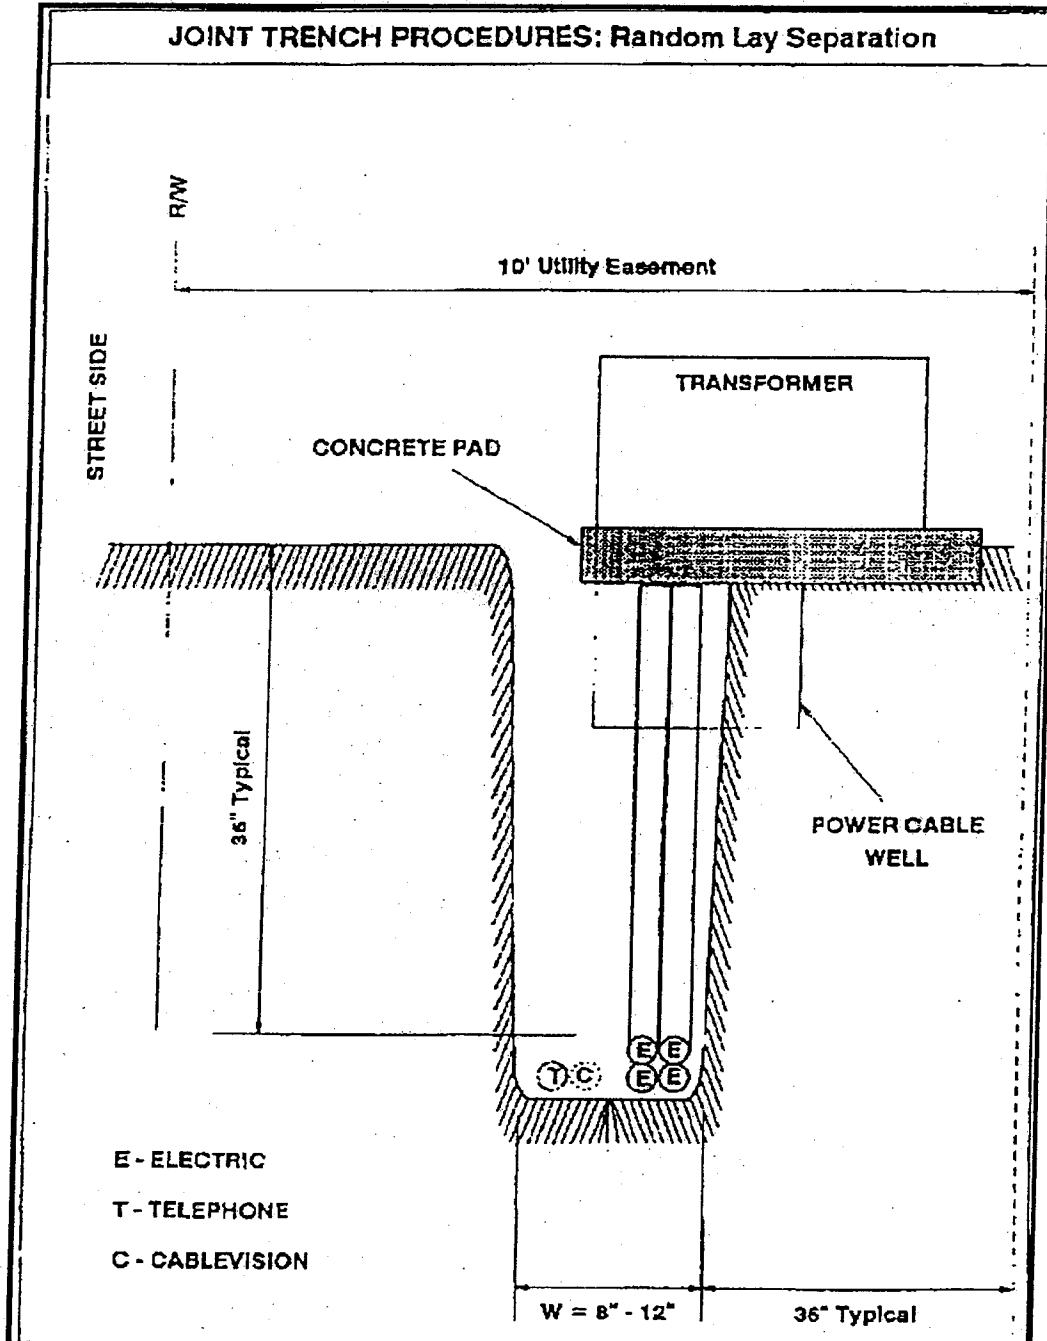 JOINT TRENCH PROCEDURES: Random Lay Separation
R/W
10' Utility Easement
STREET SIDE
TRANSFORMER
CONCRETE PAD
36" Typical
POWER CABLE
WELL
E E
T C E E
E - ELECTRIC
T - TELEPHONE
C - CABLEVISION
W = 8" - 12"
36" Typical